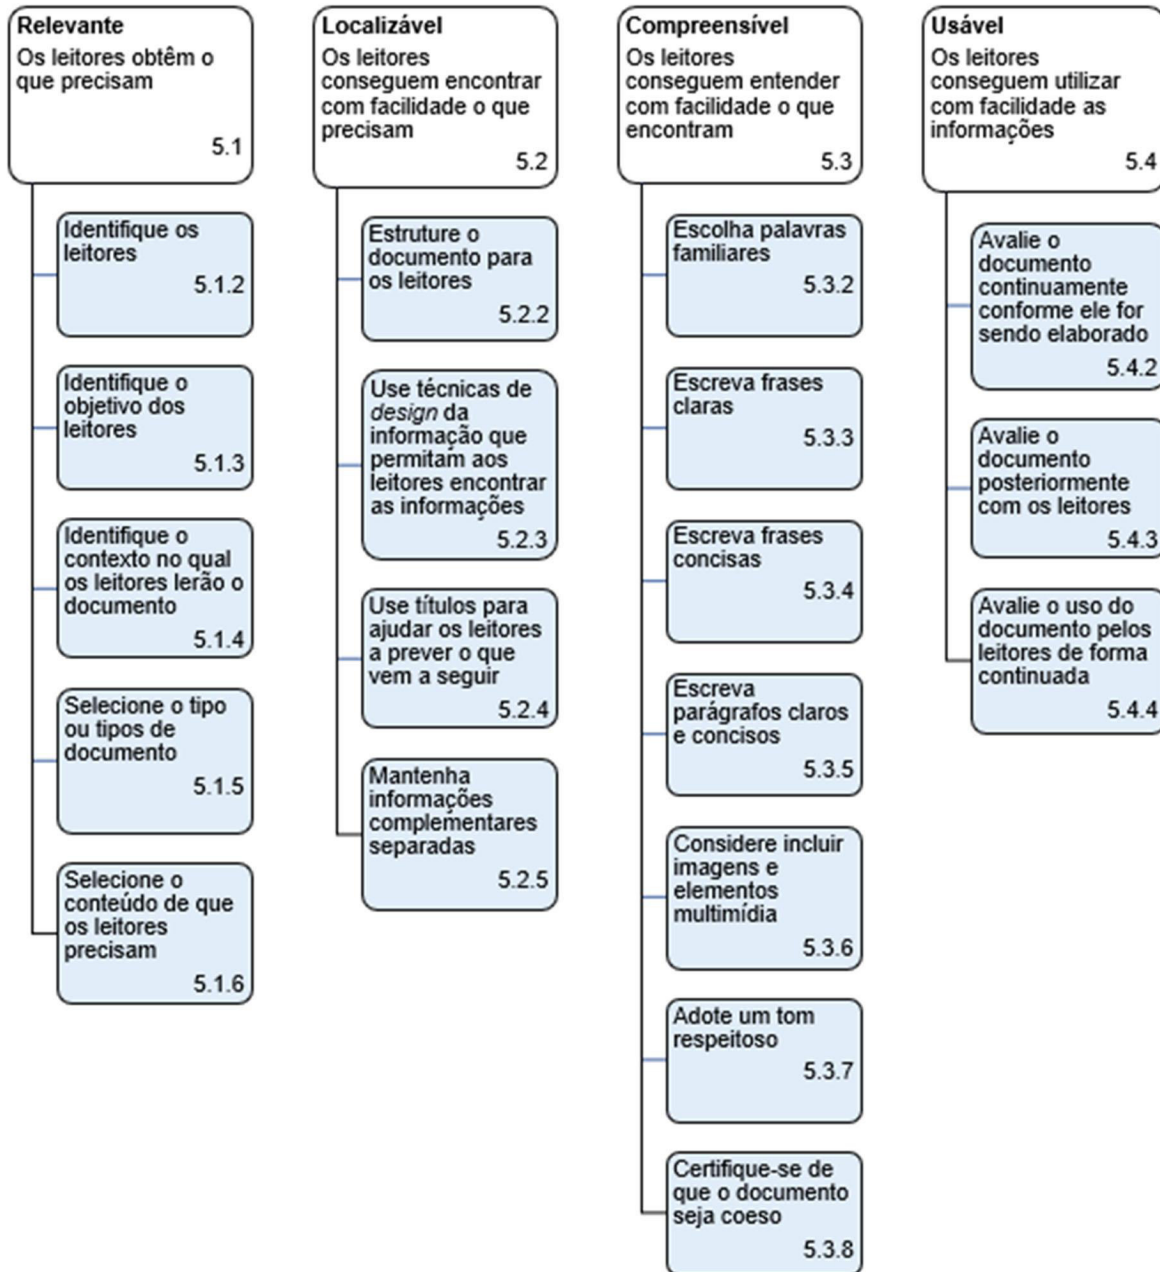 Relevante
Os leitores obtêm o
que precisam
5.1
Identifique os
leitores
5.1.2
Identifique o
objetivo dos
leitores
5.1.3
Identifique o
contexto no qual
os leitores lerão o
documento
5.1.4
Selecione o tipo
ou tipos de
documento
5.1.5
Selecione o
conteúdo de que
os leitores
precisam
5.1.6
Localizável
Os leitores
conseguem encontrar
com facilidade o que
precisam
5.2
Estruture o
documento para
os leitores
5.2.2
Use técnicas de
design da
informação que
permitam aos
leitores encontrar
as informações
5.2.3
Use títulos para
ajudar os leitores
a prever o que
vem a seguir
5.2.4
Mantenha
informações
complementares
separadas
5.2.5
Compreensível
Os leitores
conseguem entender
com facilidade o que
encontram
5.3
Escolha palavras
familiares
5.3.2
Escreva frases
claras
5.3.3
Escreva frases
concisas
5.3.4
Escreva
parágrafos claros
e concisos
5.3.5
Considere incluir
imagens e
elementos
multimídia
5.3.6
Adote um tom
respeitoso
5.3.7
Certifique-se de
que o documento
seja coeso
5.3.8
Usável
Os leitores
conseguem utilizar
com facilidade as
informações
5.4
Avalie o
documento
continuamente
conforme ele for
sendo elaborado
5.4.2
Avalie o
documento
posteriormente
com os leitores
5.4.3
Avalie o uso do
documento pelos
leitores de forma
continuada
5.4.4